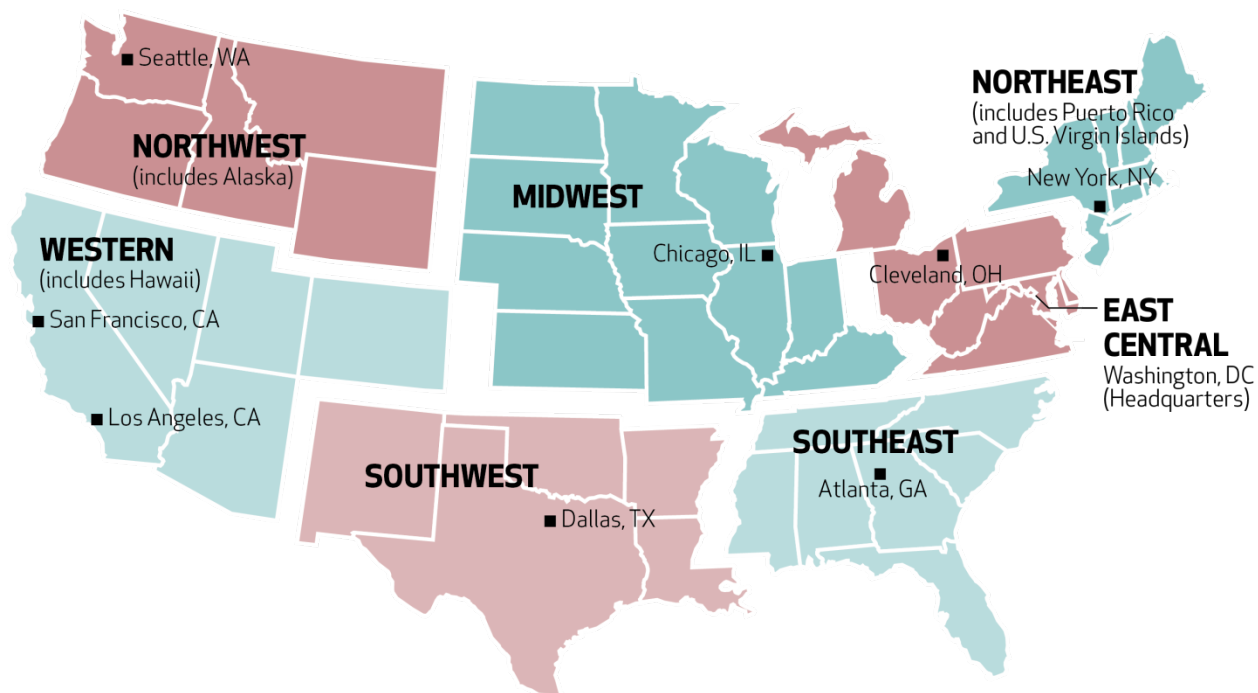 Seattle, WA
NORTHWEST
(includes Alaska)
WESTERN
(includes Hawaii)
San Francisco, CA
Los Angeles, CA
MIDWEST
Chicago, IL
SOUTHWEST
Dallas, TX
NORTHEAST
(includes Puerto Rico
and U.S. Virgin Islands)
New York, NY
Cleveland, OH
EAST
CENTRAL
Washington, DC
(Headquarters)
SOUTHEAST
Atlanta, GA